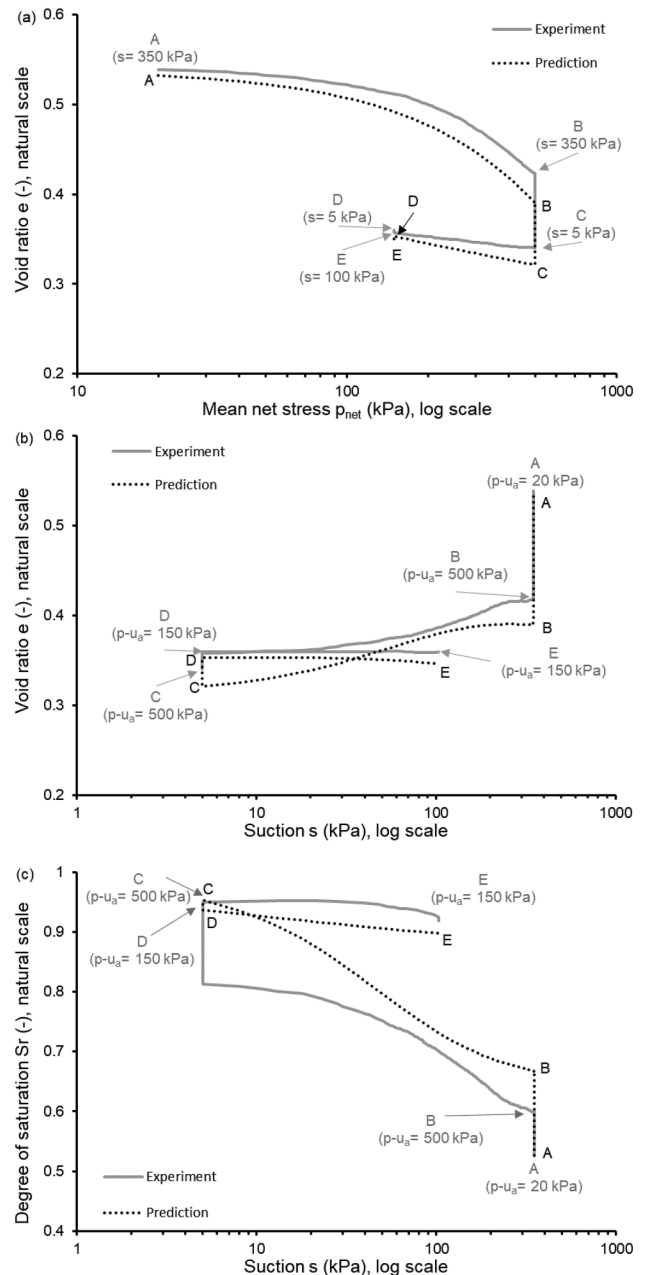 (a)
0.6
0.5
0.4
0.3
0.2
Void ratio e (-), natural scale
A
(s= 350 kPa)
A
Experiment
Prediction
B
(s= 350 kPa)
B
D
(s= 5 kPa)
D
C
(s= 5 kPa)
E
(s= 100 kPa)
E
C
10
100
1000
Mean net stress pnet (kPa), log scale
(b)
0.6
0.5
0.4
0.3
0.2
Void ratio e (-), natural scale
Experiment
Prediction
A
(p-ua= 20 kPa)
A
B
(p-ua= 500 kPa)
B
D
(p-ua= 150 kPa)
D
E
E
(p-ua= 150 kPa)
C
(p-ua= 500 kPa)
C
1
10
100
1000
Suction s (kPa), log scale
(c)
1
0.9
0.8
0.7
0.6
0.5
0.4
Degree of saturation Sr (-), natural scale
C
(p-ua= 500 kPa)
C
D
(p-ua= 150 kPa)
D
E
(p-ua= 150 kPa)
E
B
B
(p-ua= 500 kPa)
A
A
(p-ua= 20 kPa)
Experiment
Prediction
1
10
100
1000
Suction s (kPa), log scale